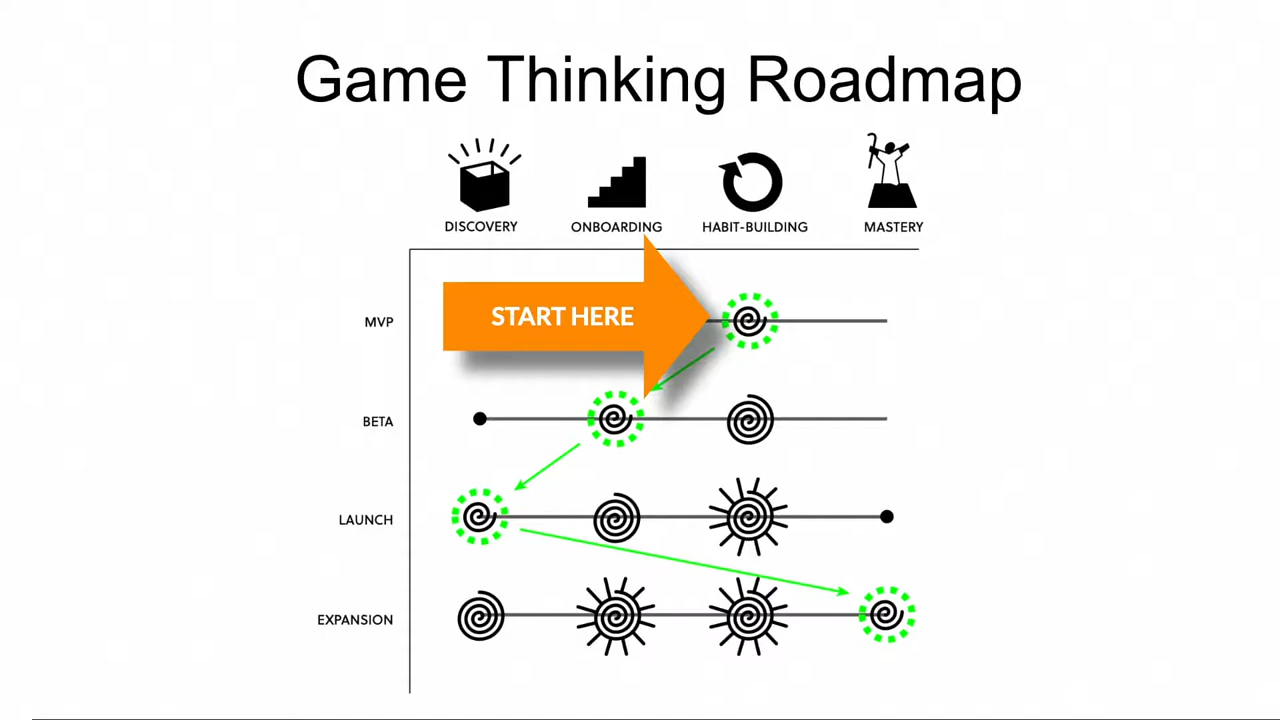 Game Thinking Roadmap
DISCOVERY
ONBOARDING
HABIT-BUILDING
MASTERY
START HERE
MVP
BETA
LAUNCH
EXPANSION